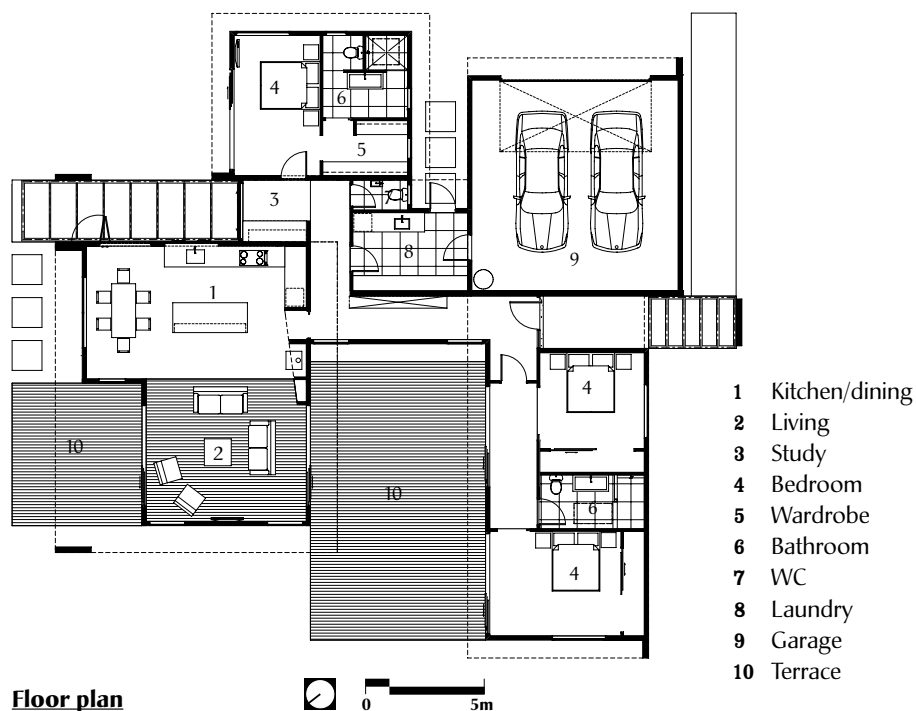 4
6
5
3
7
8
9
1
4
2
10
10
6
4
1 Kitchen/dining
2 Living
3 Study
4 Bedroom
5 Wardrobe
6 Bathroom
7 WC
8 Laundry
9 Garage
10 Terrace
Floor plan
0 5m